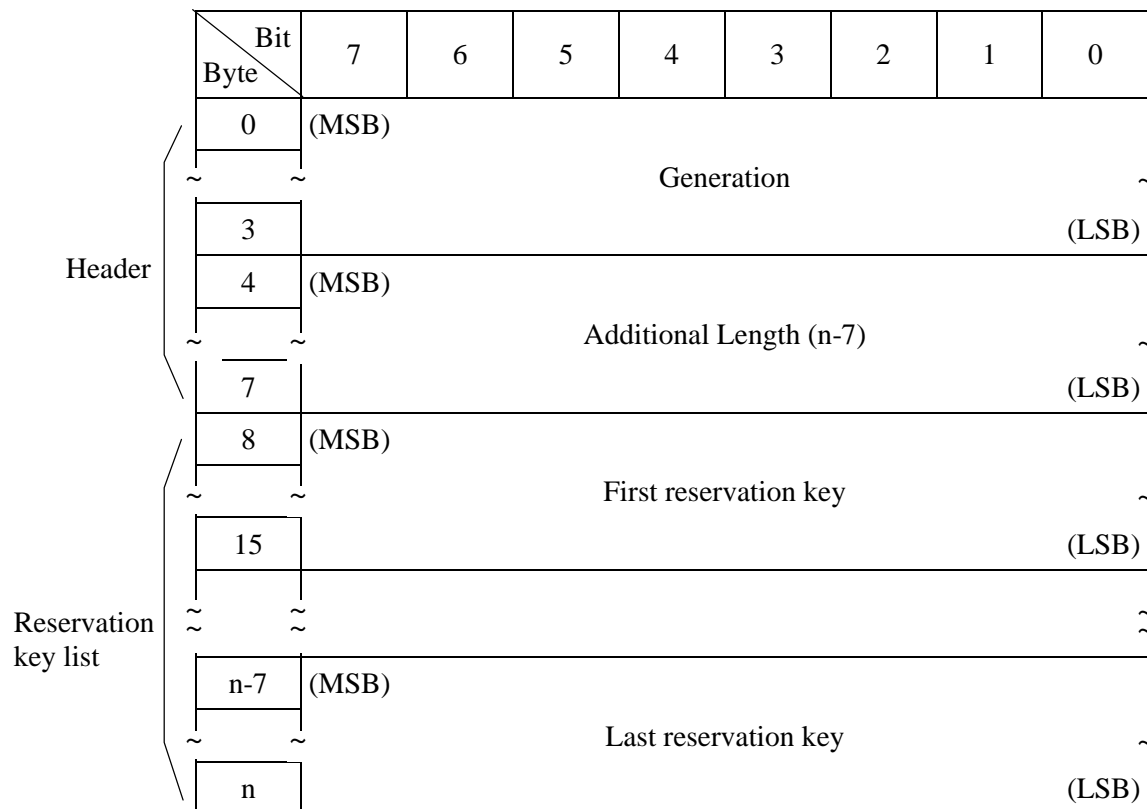 Bit
Byte 7 6 5 4 3 2 1 0
0 (MSB)
~ ~ Generation ~
3 (LSB)
Header
4 (MSB)
~ ~ Additional Length (n-7) ~
7 (LSB)
8 (MSB)
~ ~ First reservation key ~
15 (LSB)
~ ~ ~
~ ~ ~
Reservation
key list
n-7 (MSB)
~ ~ Last reservation key ~
n (LSB)